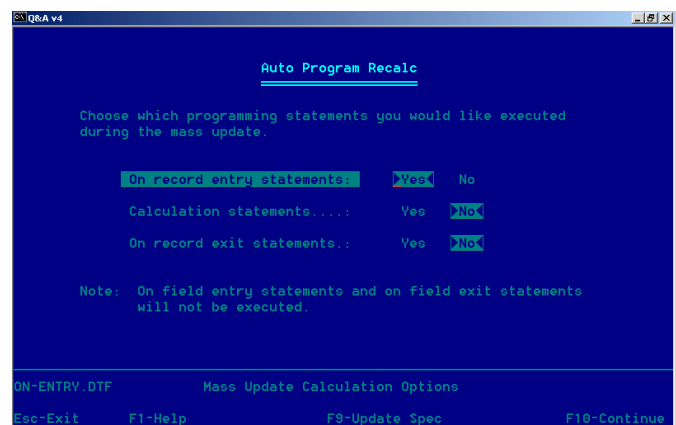 Q&A v4
Auto Program Recalc
Choose which programming statements you would like executed
during the mass update.
On record entry statements: ►Yes◄ No
Calculation statements....: Yes ►No◄
On record exit statements.: Yes ►No◄
Note: On field entry statements and on field exit statements
will not be executed.
ON-ENTRY.DTF Mass Update Calculation Options
Esc-Exit F1-Help F9-Update Spec F10-Continue